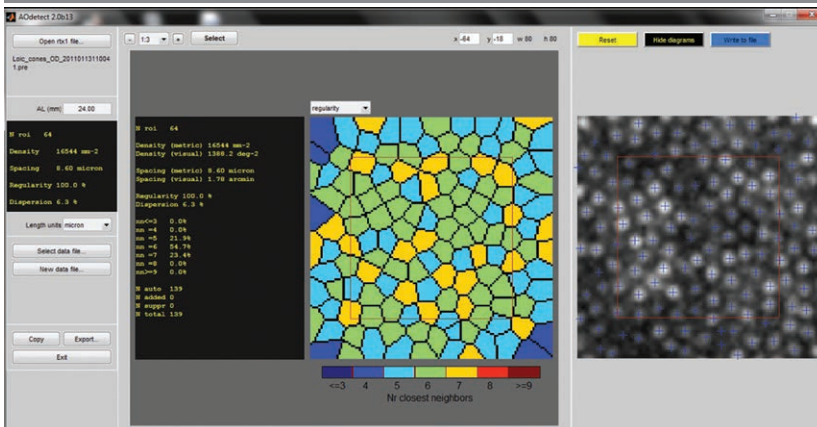 AOdetect 2.0b13
Open rtx1 file...
Loic_cones_OD_2011011311004
1.pre
AL (mm) 24.00
N roi 64
Density 16544 mm-2
Spacing 8.60 micron
Regularity 100.0 %
Dispersion 6.3 %
Length units micron
Select data file...
New data file...
Copy Export...
Exit
- 1:3 + Select x -64 y -18 w 80 h 80
N roi 64
Density (metric) 16544 mm-2
Density (visual) 1388.2 deg-2
Spacing (metric) 8.60 micron
Spacing (visual) 1.78 arcmin
Regularity 100.0 %
Dispersion 6.3 %
nn<=3 0.0%
nn =4 0.0%
nn =5 21.9%
nn =6 54.7%
nn =7 23.4%
nn =8 0.0%
nn>=9 0.0%
N auto 139
N added 0
N suppr 0
N total 139
regularity
<=3 4 5 6 7 8 >=9
Nr closest neighbors
Reset Hide diagrams Write to file